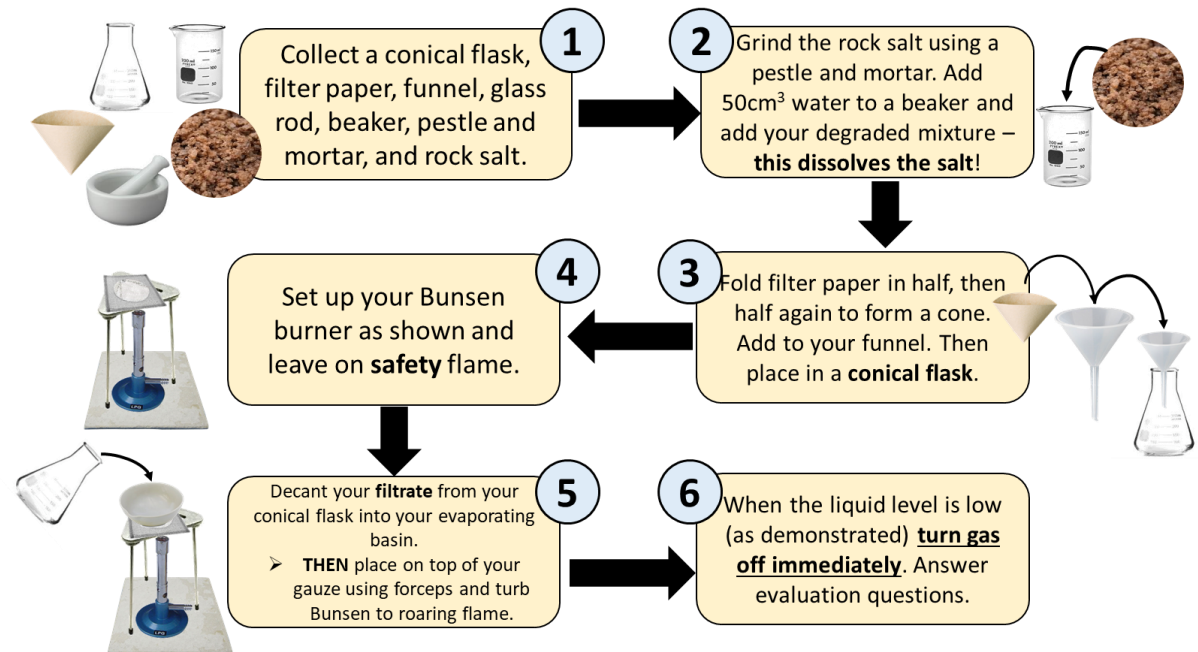 1
Collect a conical flask,
filter paper, funnel, glass
rod, beaker, pestle and
mortar, and rock salt.
2
Grind the rock salt using a
pestle and mortar. Add
50cm³ water to a beaker and
add your degraded mixture –
this dissolves the salt!
3
Fold filter paper in half, then
half again to form a cone.
Add to your funnel. Then
place in a conical flask.
4
Set up your Bunsen
burner as shown and
leave on safety flame.
5
Decant your filtrate from your
conical flask into your evaporating
basin.
➢ THEN place on top of your
gauze using forceps and turb
Bunsen to roaring flame.
6
When the liquid level is low
(as demonstrated) turn gas
off immediately. Answer
evaluation questions.